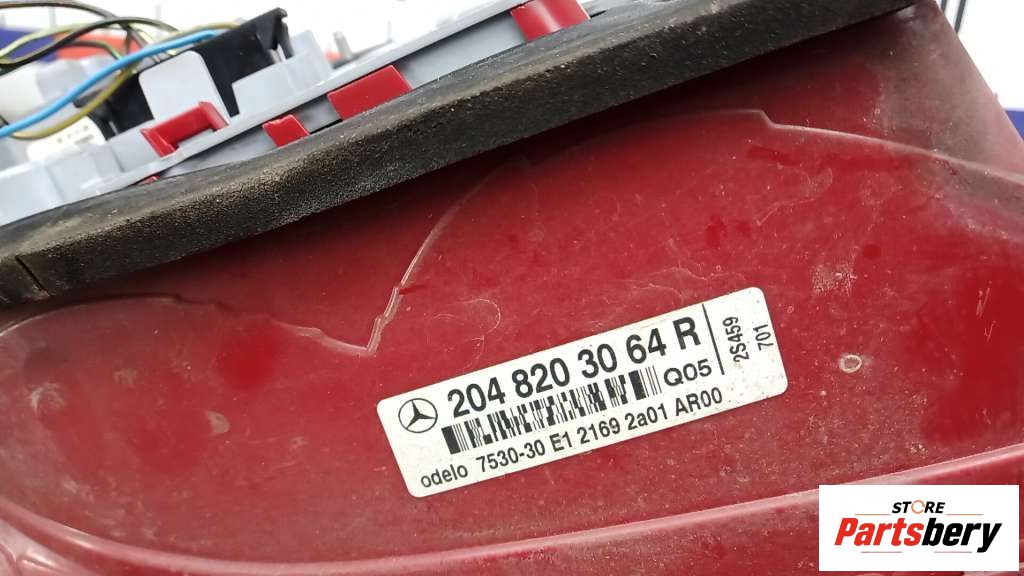 204 820 30 64 R
Q05
2S459
701
odelo 7530-30 E1 2169 2a01 AR00
STORE
Partsbery